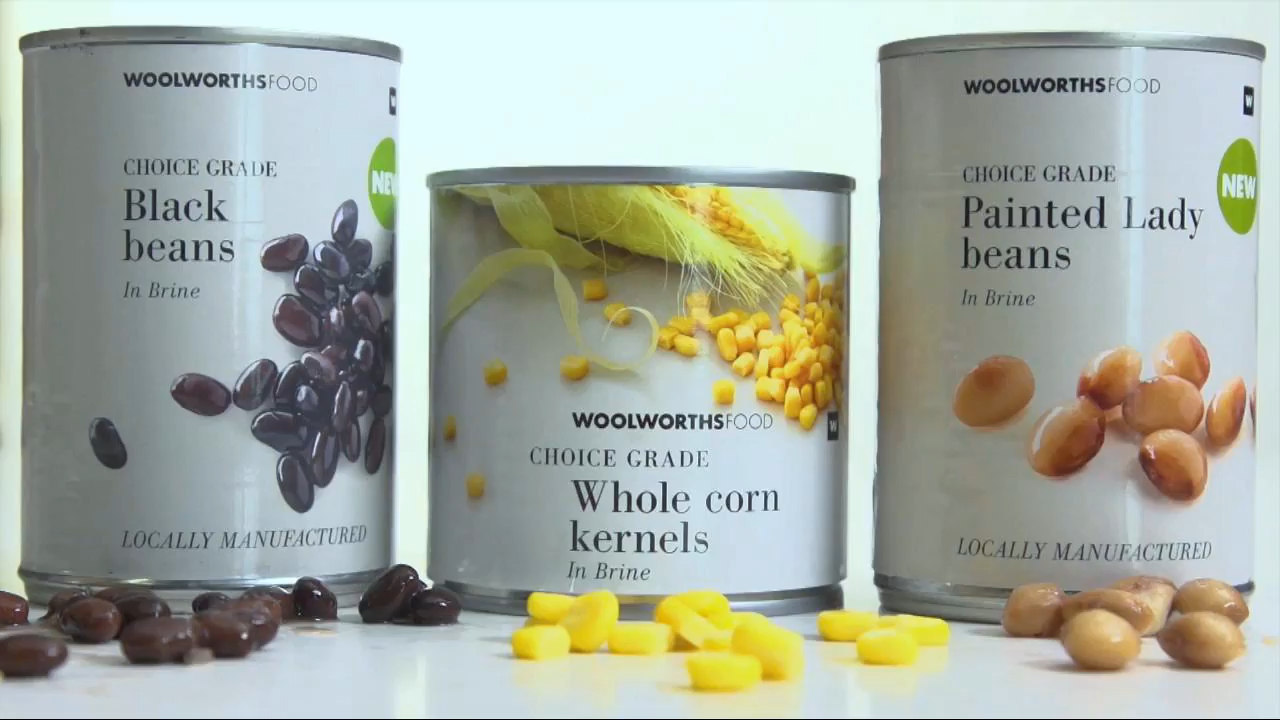 WOOLWORTHSFOOD
W
NEW
CHOICE GRADE
Black
beans
In Brine
LOCALLY MANUFACTURED
WOOLWORTHSFOOD
W
CHOICE GRADE
Whole corn
kernels
In Brine
WOOLWORTHSFOOD
W
NEW
CHOICE GRADE
Painted Lady
beans
In Brine
LOCALLY MANUFACTURED